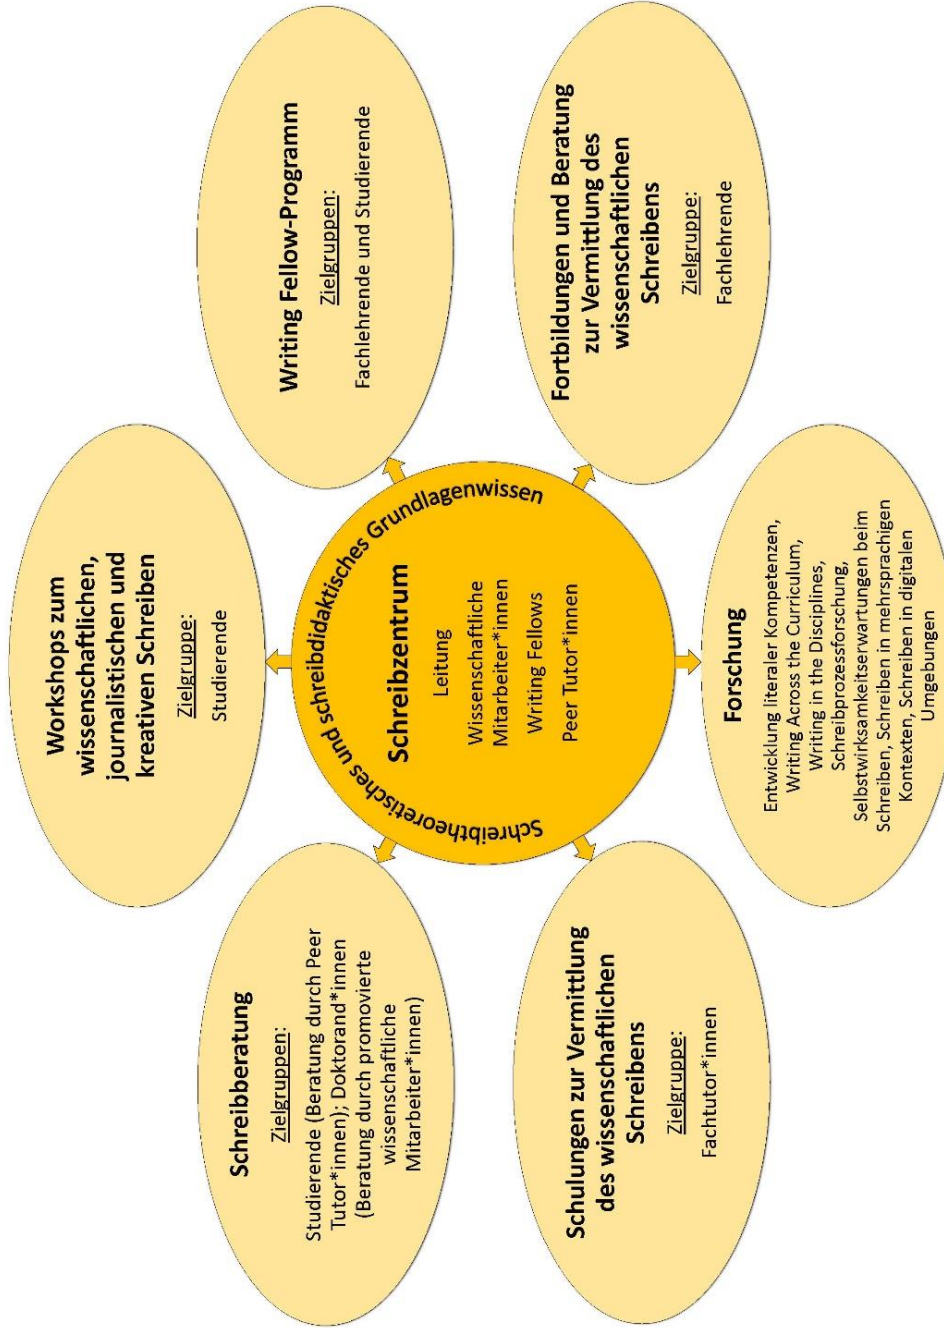 Workshops zum
wissenschaftlichen,
journalistischen und
kreativen Schreiben
Zielgruppe:
Studierende
Schreibberatung
Zielgruppen:
Studierende (Beratung durch Peer
Tutor*innen); Doktorand*innen
(Beratung durch promovierte
wissenschaftliche
Mitarbeiter*innen)
Writing Fellow-Programm
Zielgruppen:
Fachlehrende und Studierende
Schreibtheoretisches und schreibdidaktisches Grundlagenwissen
Schreibzentrum
Leitung
Wissenschaftliche
Mitarbeiter*innen
Writing Fellows
Peer Tutor*innen
Schulungen zur Vermittlung
des wissenschaftlichen
Schreibens
Zielgruppe:
Fachtutor*innen
Fortbildungen und Beratung
zur Vermittlung des
wissenschaftlichen
Schreibens
Zielgruppe:
Fachlehrende
Forschung
Entwicklung literaler Kompetenzen,
Writing Across the Curriculum,
Writing in the Disciplines,
Schreibprozessforschung,
Selbstwirksamkeitserwartungen beim
Schreiben, Schreiben in mehrsprachigen
Kontexten, Schreiben in digitalen
Umgebungen